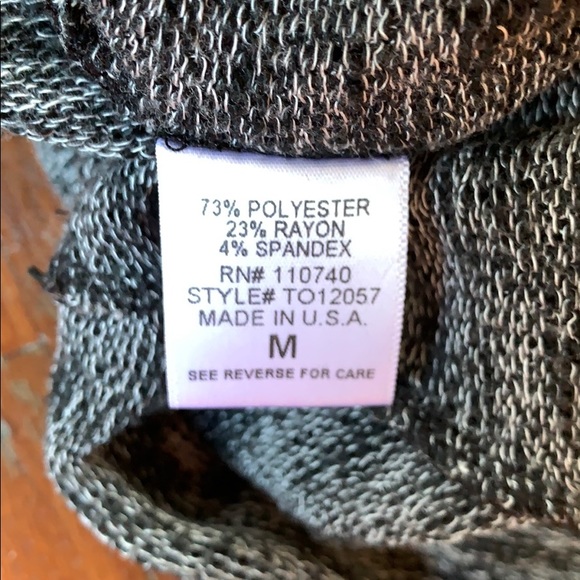 73% POLYESTER
23% RAYON
4% SPANDEX
RN# 110740
STYLE# TO12057
MADE IN U.S.A.
M
SEE REVERSE FOR CARE